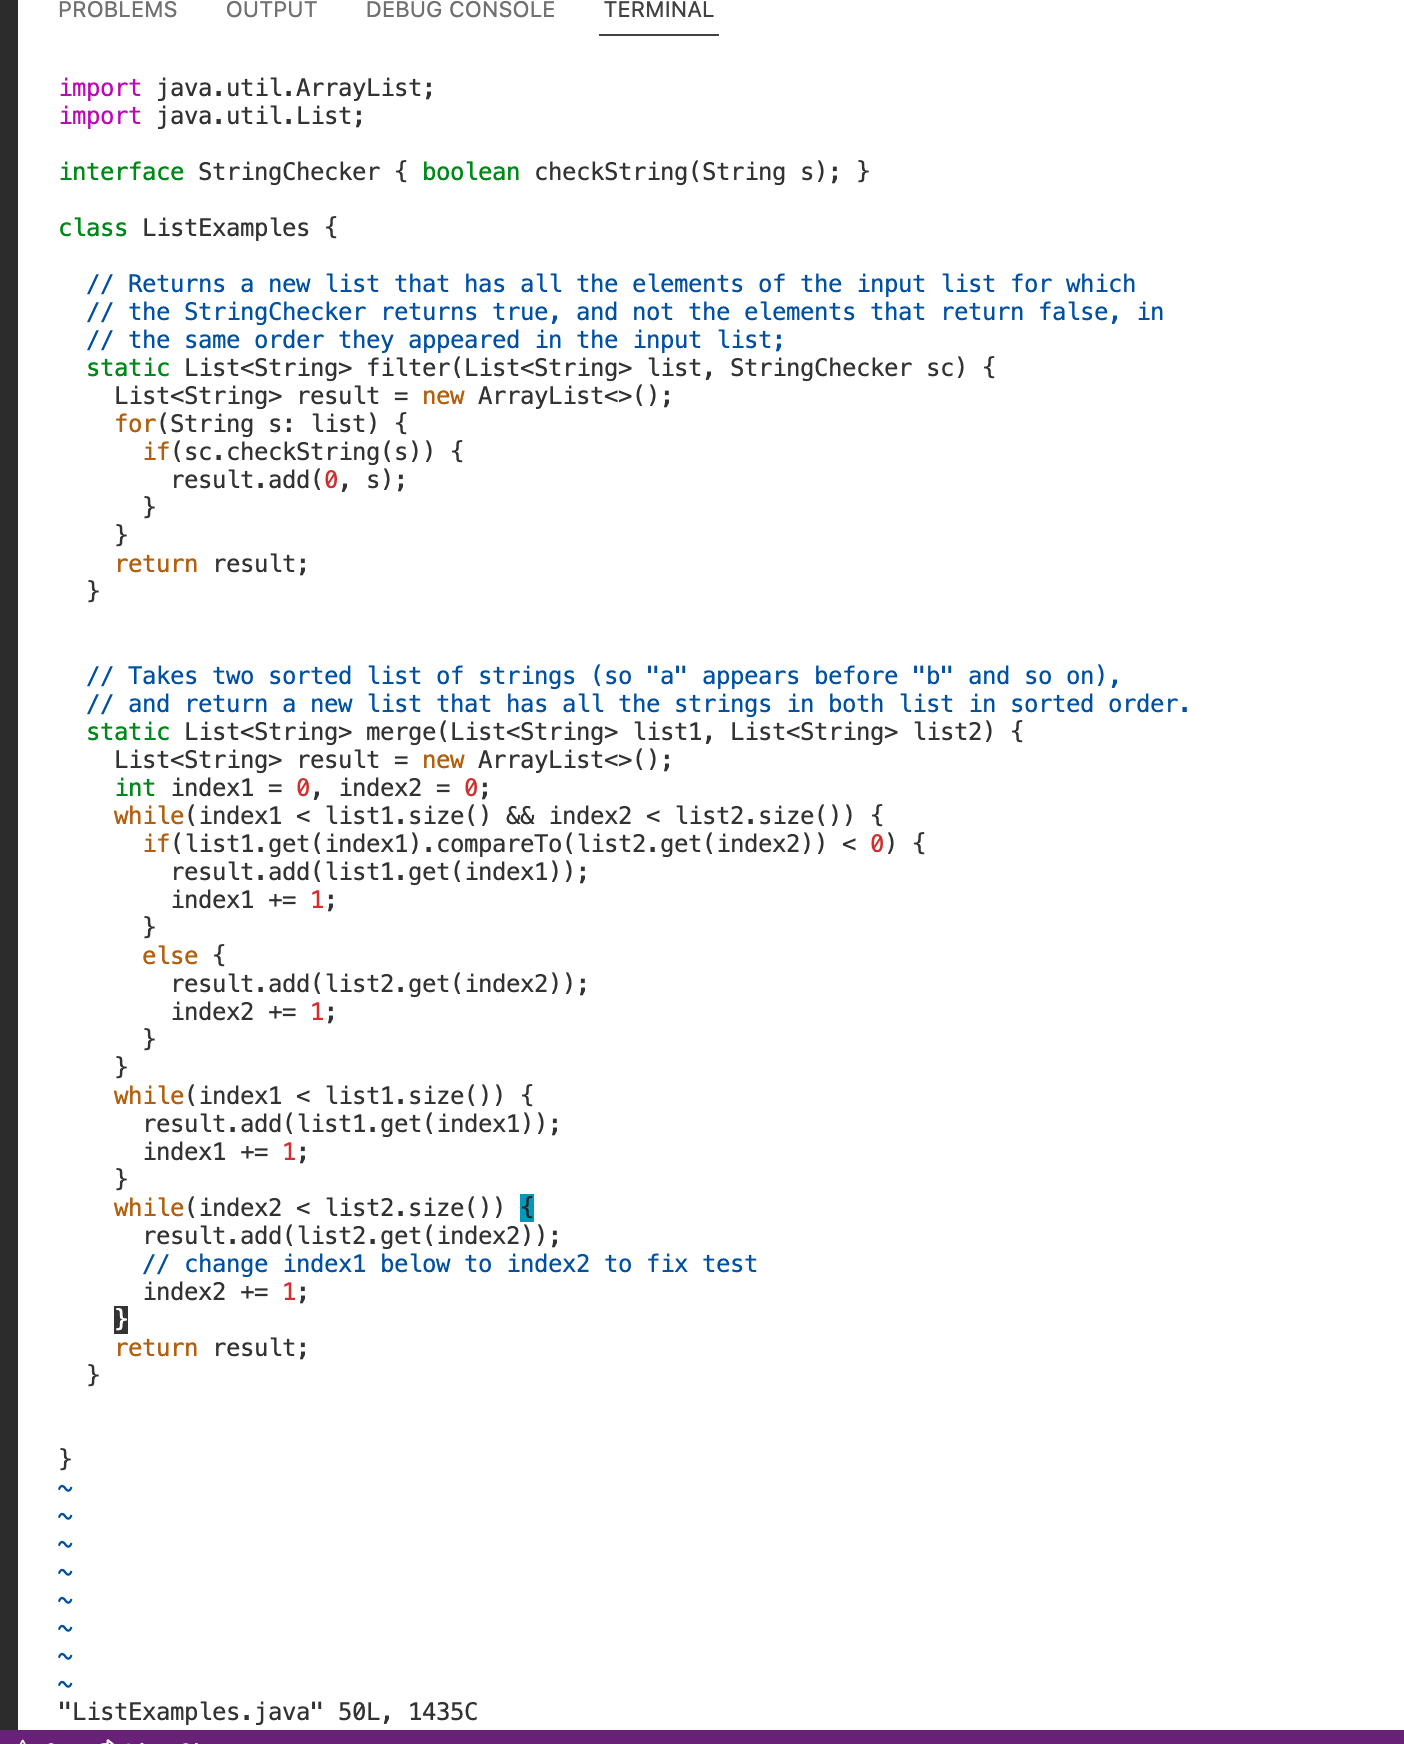 PROBLEMS OUTPUT DEBUG CONSOLE TERMINAL
import java.util.ArrayList;
import java.util.List;
interface StringChecker { boolean checkString(String s); }
class ListExamples {
  // Returns a new list that has all the elements of the input list for which
  // the StringChecker returns true, and not the elements that return false, in
  // the same order they appeared in the input list;
  static List<String> filter(List<String> list, StringChecker sc) {
    List<String> result = new ArrayList<>();
    for(String s: list) {
      if(sc.checkString(s)) {
        result.add(0, s);
      }
    }
    return result;
  }
  // Takes two sorted list of strings (so "a" appears before "b" and so on),
  // and return a new list that has all the strings in both list in sorted order.
  static List<String> merge(List<String> list1, List<String> list2) {
    List<String> result = new ArrayList<>();
    int index1 = 0, index2 = 0;
    while(index1 < list1.size() && index2 < list2.size()) {
      if(list1.get(index1).compareTo(list2.get(index2)) < 0) {
        result.add(list1.get(index1));
        index1 += 1;
      }
      else {
        result.add(list2.get(index2));
        index2 += 1;
      }
    }
    while(index1 < list1.size()) {
      result.add(list1.get(index1));
      index1 += 1;
    }
    while(index2 < list2.size()) {
      result.add(list2.get(index2));
      // change index1 below to index2 to fix test
      index2 += 1;
    }
    return result;
  }
}
~
~
~
~
~
~
~
~
"ListExamples.java" 50L, 1435C